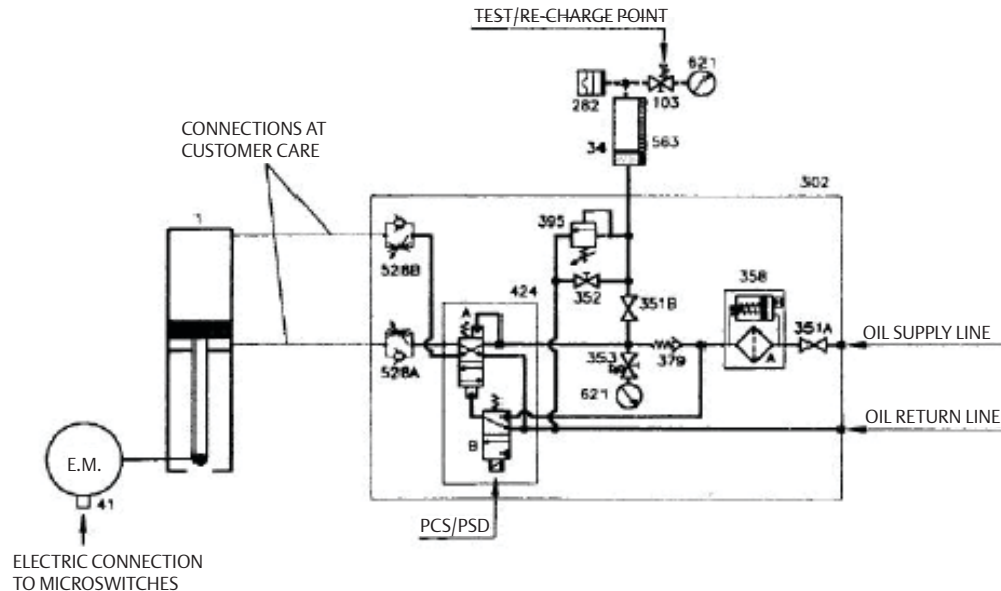 TEST/RE-CHARGE POINT
621
282
103
CONNECTIONS AT
CUSTOMER CARE
34
563
302
1
395
528B
352
351B
358
B
424
A
351A
OIL SUPPLY LINE
A
528A
353
379
621
OIL RETURN LINE
B
E.M.
41
PCS/PSD
ELECTRIC CONNECTION
TO MICROSWITCHES